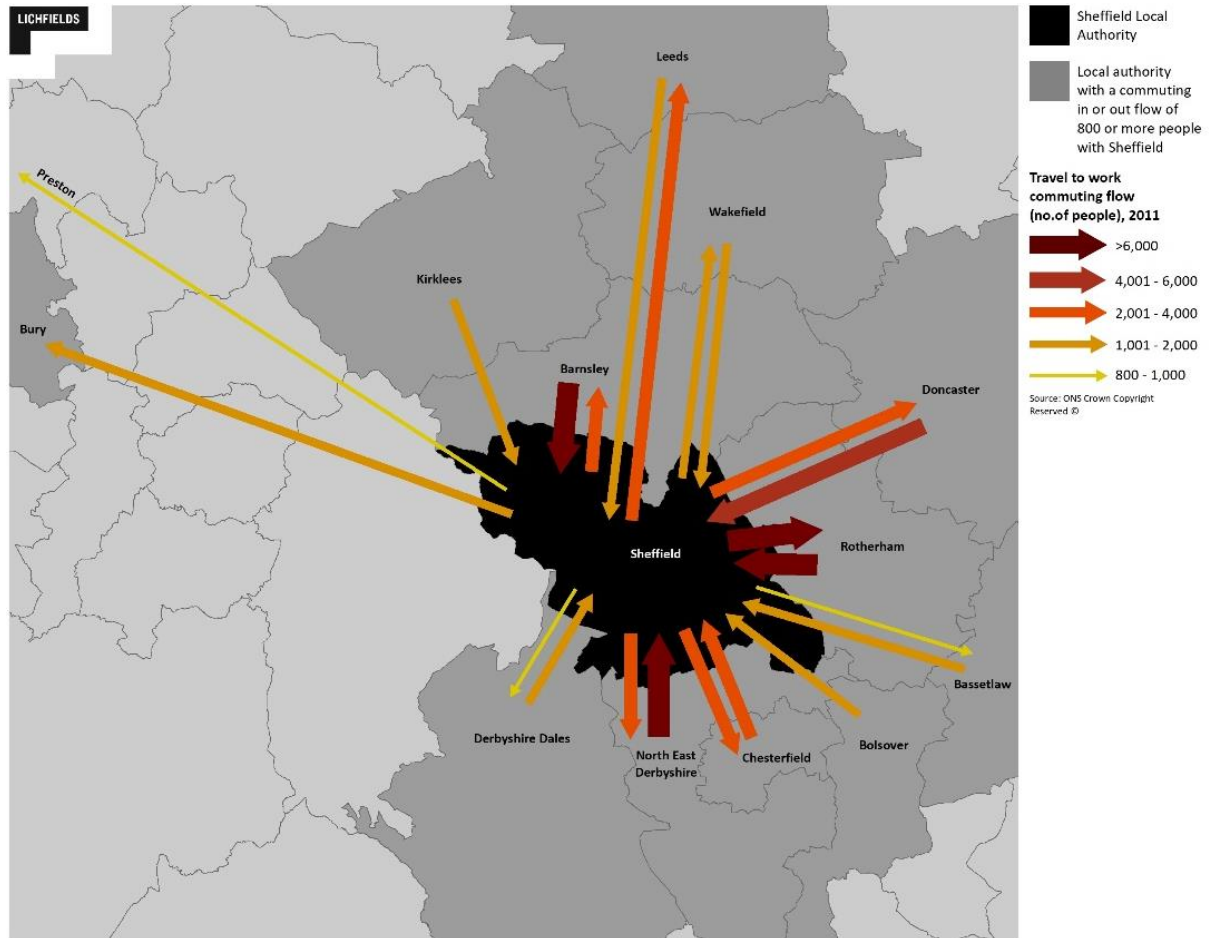 LICHFIELDS
Leeds
Preston
Wakefield
Kirklees
Bury
Barnsley
Doncaster
Sheffield
Rotherham
Bassetlaw
Derbyshire Dales
North East
Derbyshire
Chesterfield
Bolsover
Sheffield Local
Authority
Local authority
with a commuting
in or out flow of
800 or more people
with Sheffield
Travel to work
commuting flow
(no.of people), 2011
>6,000
4,001 - 6,000
2,001 - 4,000
1,001 - 2,000
800 - 1,000
Source: ONS Crown Copyright
Reserved ©